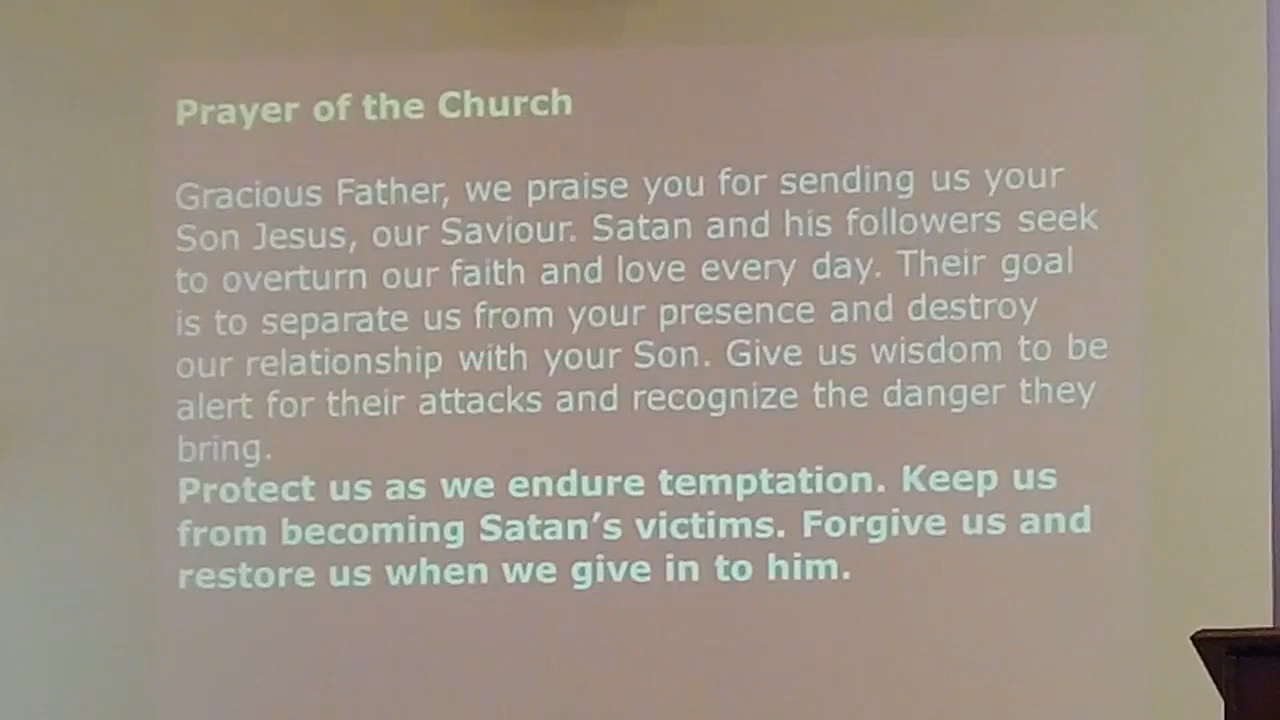 Prayer of the Church
Gracious Father, we praise you for sending us your
Son Jesus, our Saviour. Satan and his followers seek
to overturn our faith and love every day. Their goal
is to separate us from your presence and destroy
our relationship with your Son. Give us wisdom to be
alert for their attacks and recognize the danger they
bring.
Protect us as we endure temptation. Keep us
from becoming Satan’s victims. Forgive us and
restore us when we give in to him.